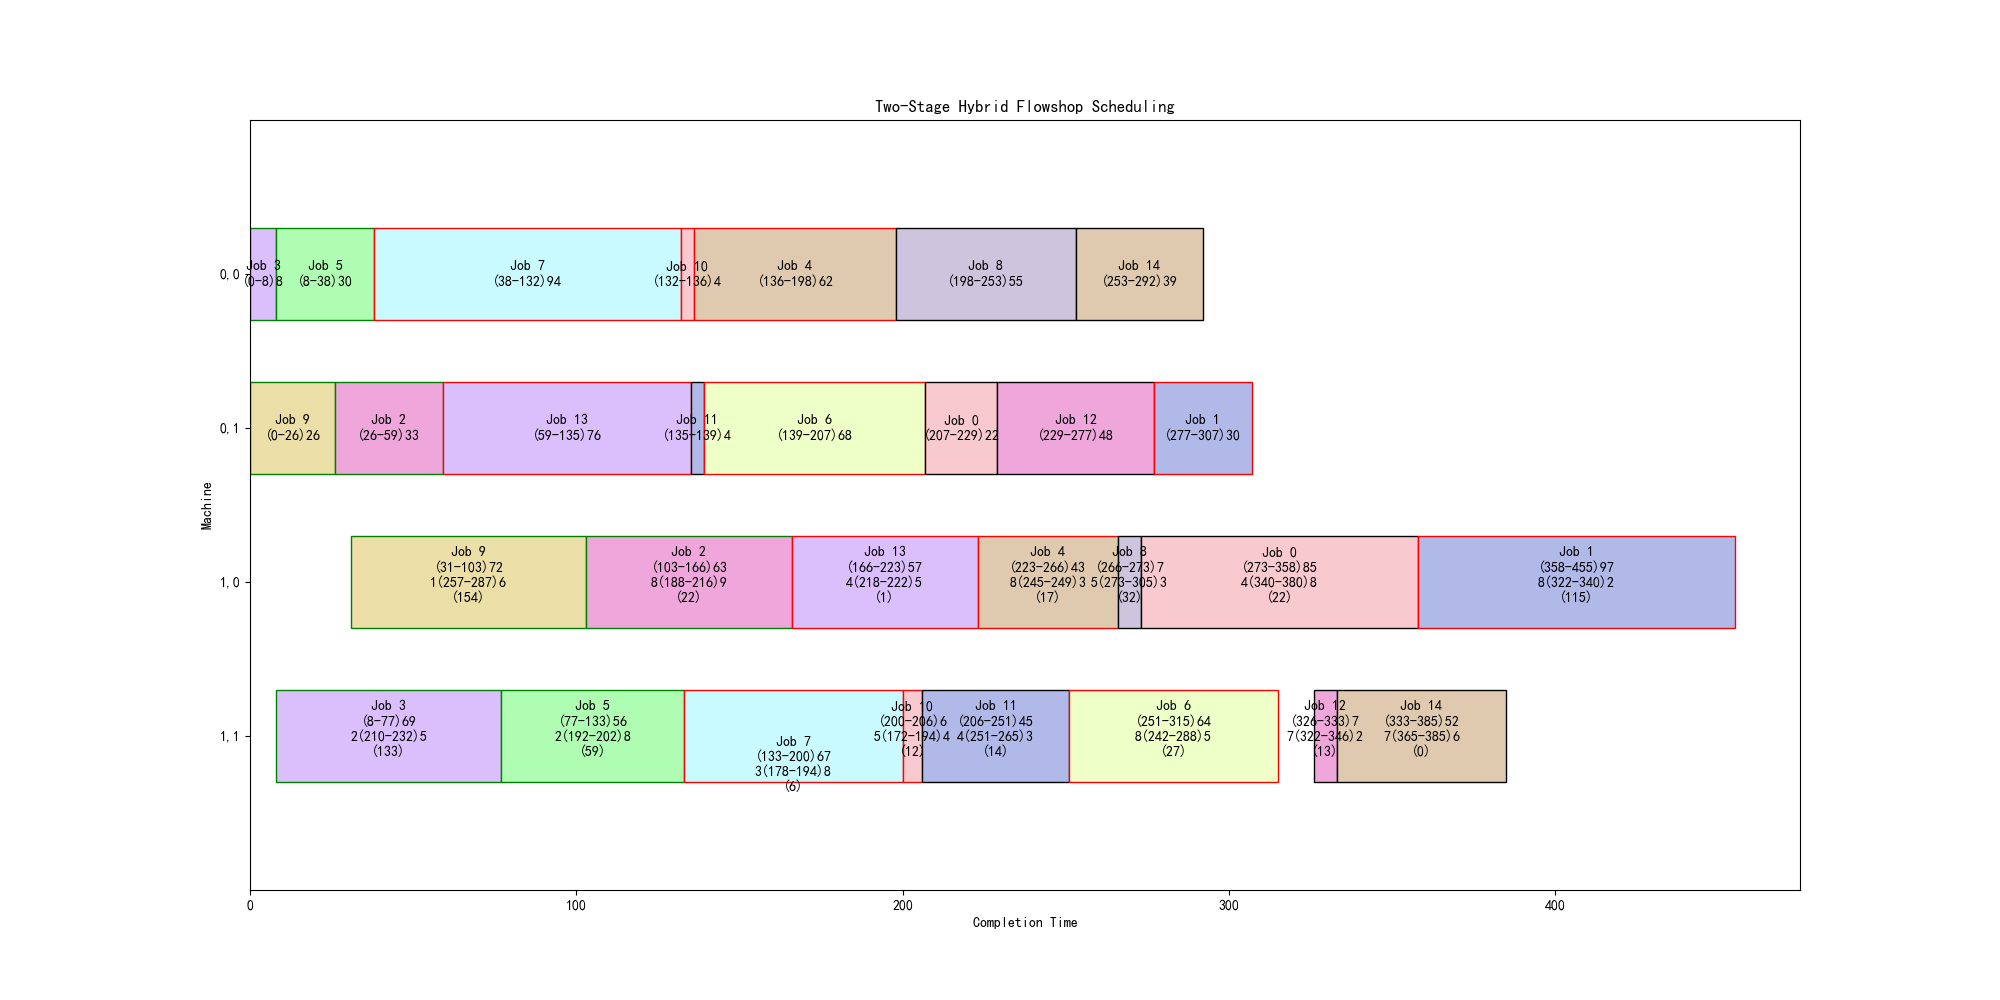 Two-Stage Hybrid Flowshop Scheduling
Machine
0,0
Job 3
(0-8)8
Job 5
(8-38)30
Job 7
(38-132)94
Job 10
(132-136)4
Job 4
(136-198)62
Job 8
(198-253)55
Job 14
(253-292)39
0,1
Job 9
(0-26)26
Job 2
(26-59)33
Job 13
(59-135)76
Job 11
(135-139)4
Job 6
(139-207)68
Job 0
(207-229)22
Job 12
(229-277)48
Job 1
(277-307)30
1,0
Job 9
(31-103)72
1(257-287)6
(154)
Job 2
(103-166)63
8(188-216)9
(22)
Job 13
(166-223)57
4(218-222)5
(1)
Job 4
(223-266)43
8(245-249)3
(17)
Job 8
(266-273)7
5(273-305)3
(32)
Job 0
(273-358)85
4(340-380)8
(22)
Job 1
(358-455)97
8(322-340)2
(115)
1,1
Job 3
(8-77)69
2(210-232)5
(133)
Job 5
(77-133)56
2(192-202)8
(59)
Job 7
(133-200)67
3(178-194)8
(6)
Job 10
(200-206)6
5(172-194)4
(12)
Job 11
(206-251)45
4(251-265)3
(14)
Job 6
(251-315)64
8(242-288)5
(27)
Job 12
(326-333)7
7(322-346)2
(13)
Job 14
(333-385)52
7(365-385)6
(0)
0
100
200
300
400
Completion Time